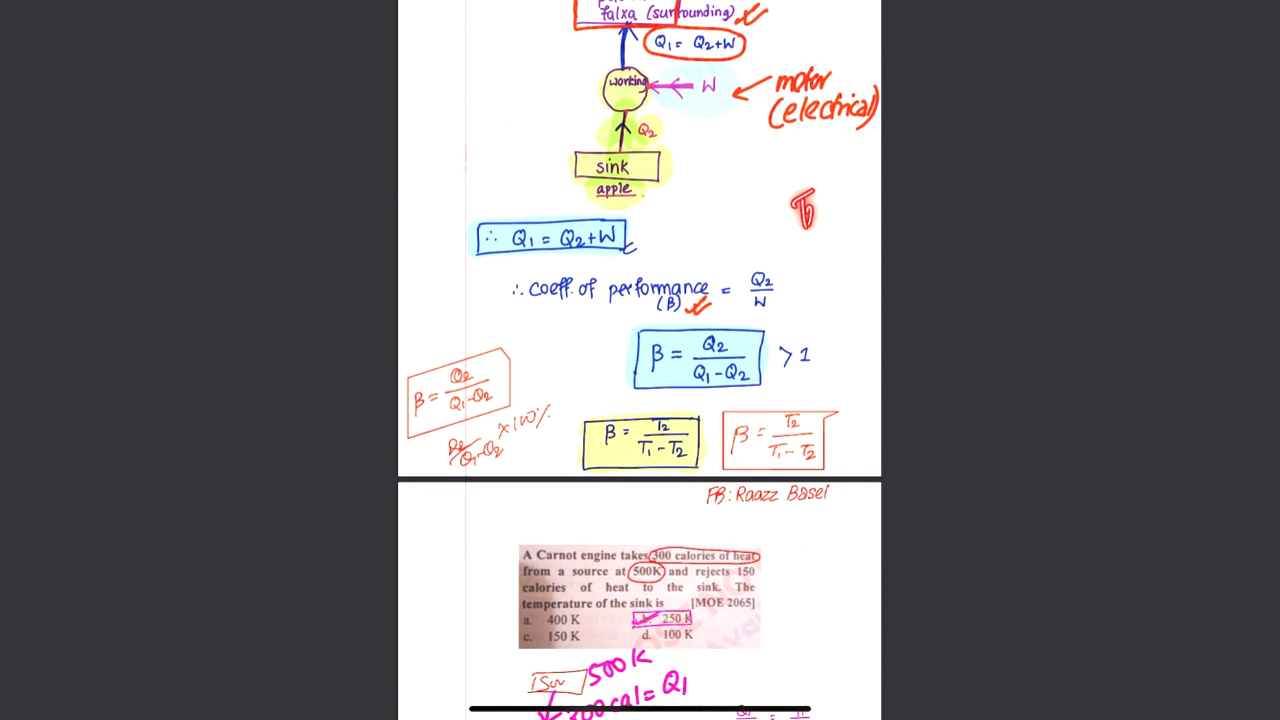 falxa (surrounding)
Q₁ = Q₂+W
working
W
motor
(electrical)
Q₂
sink
apple
∴ Q₁ = Q₂+W
∴ coeff. of performance = Q₂/W
(β)
β = Q₂/(Q₁-Q₂) > 1
β = Q₂/(Q₁-Q₂)
×100%
β = T₂/(T₁-T₂)
β = T₂/(T₁-T₂)
FB: Raazz Basel
A Carnot engine takes 300 calories of heat
from a source at 500K and rejects 150
calories of heat to the sink. The
temperature of the sink is [MOE 2065]
a. 400 K b. 250 K
c. 150 K d. 100 K
500K
300 cal = Q₁